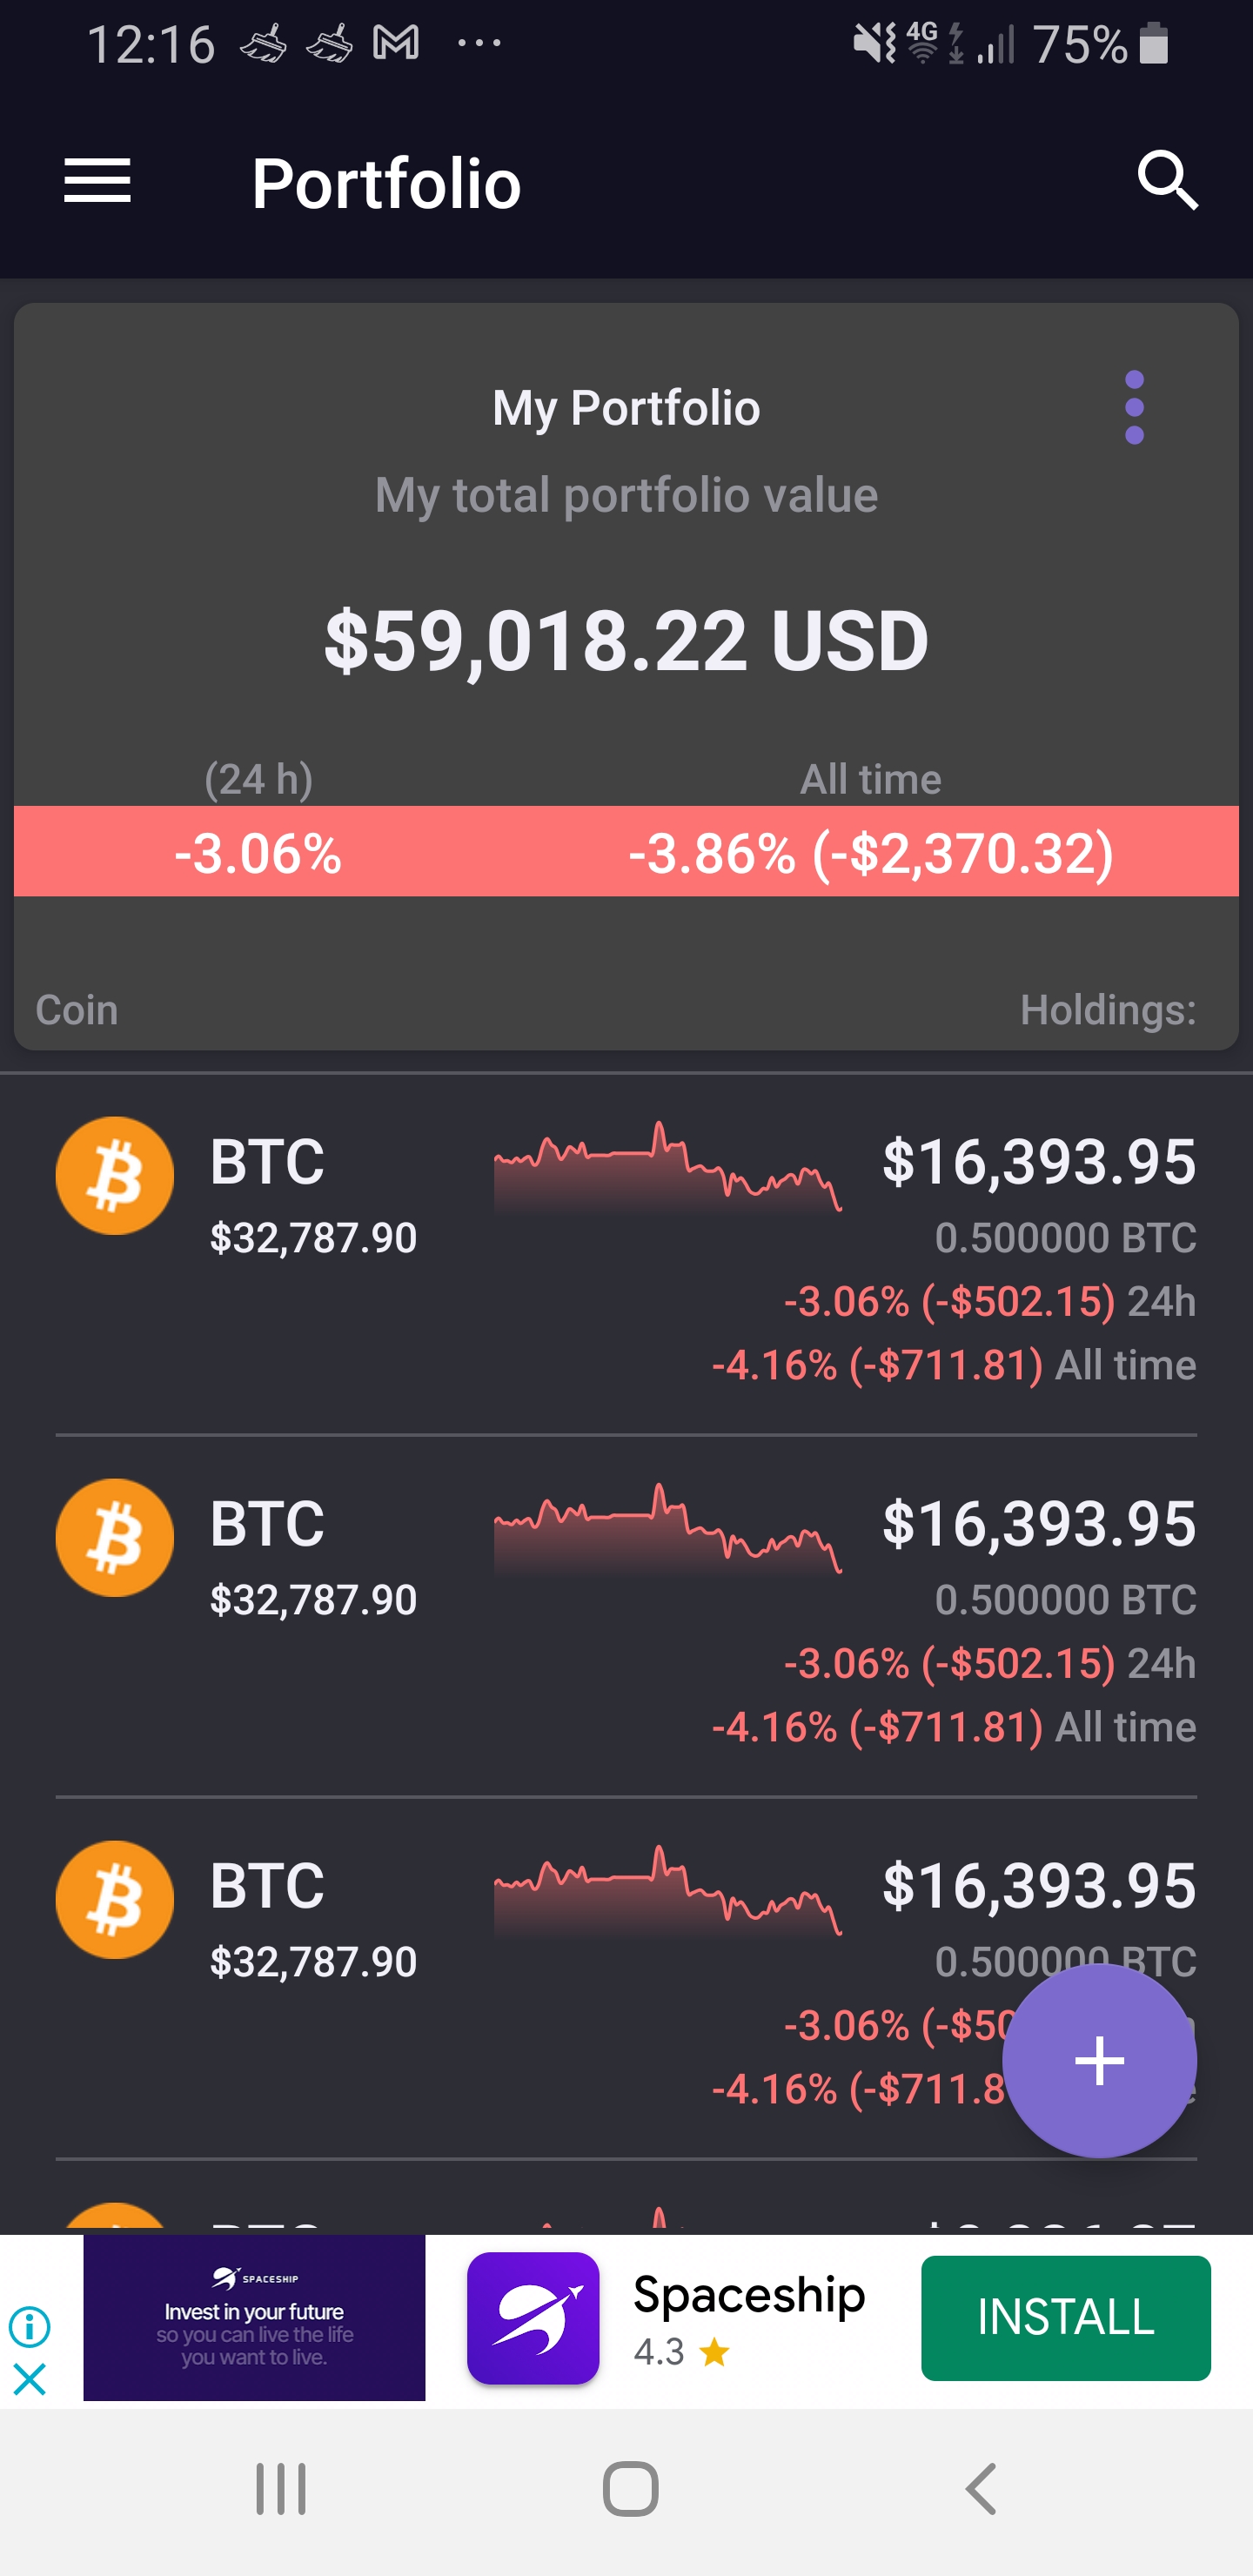 12:16 4G 75%
Portfolio
My Portfolio
My total portfolio value
$59,018.22 USD
(24 h) All time
-3.06% -3.86% (-$2,370.32)
Coin Holdings:
BTC $16,393.95
$32,787.90 0.500000 BTC
-3.06% (-$502.15) 24h
-4.16% (-$711.81) All time
BTC $16,393.95
$32,787.90 0.500000 BTC
-3.06% (-$502.15) 24h
-4.16% (-$711.81) All time
BTC $16,393.95
$32,787.90 0.500000 BTC
-3.06% (-$50
-4.16% (-$711.8
SPACESHIP
Invest in your future
so you can live the life
you want to live.
Spaceship
4.3
INSTALL